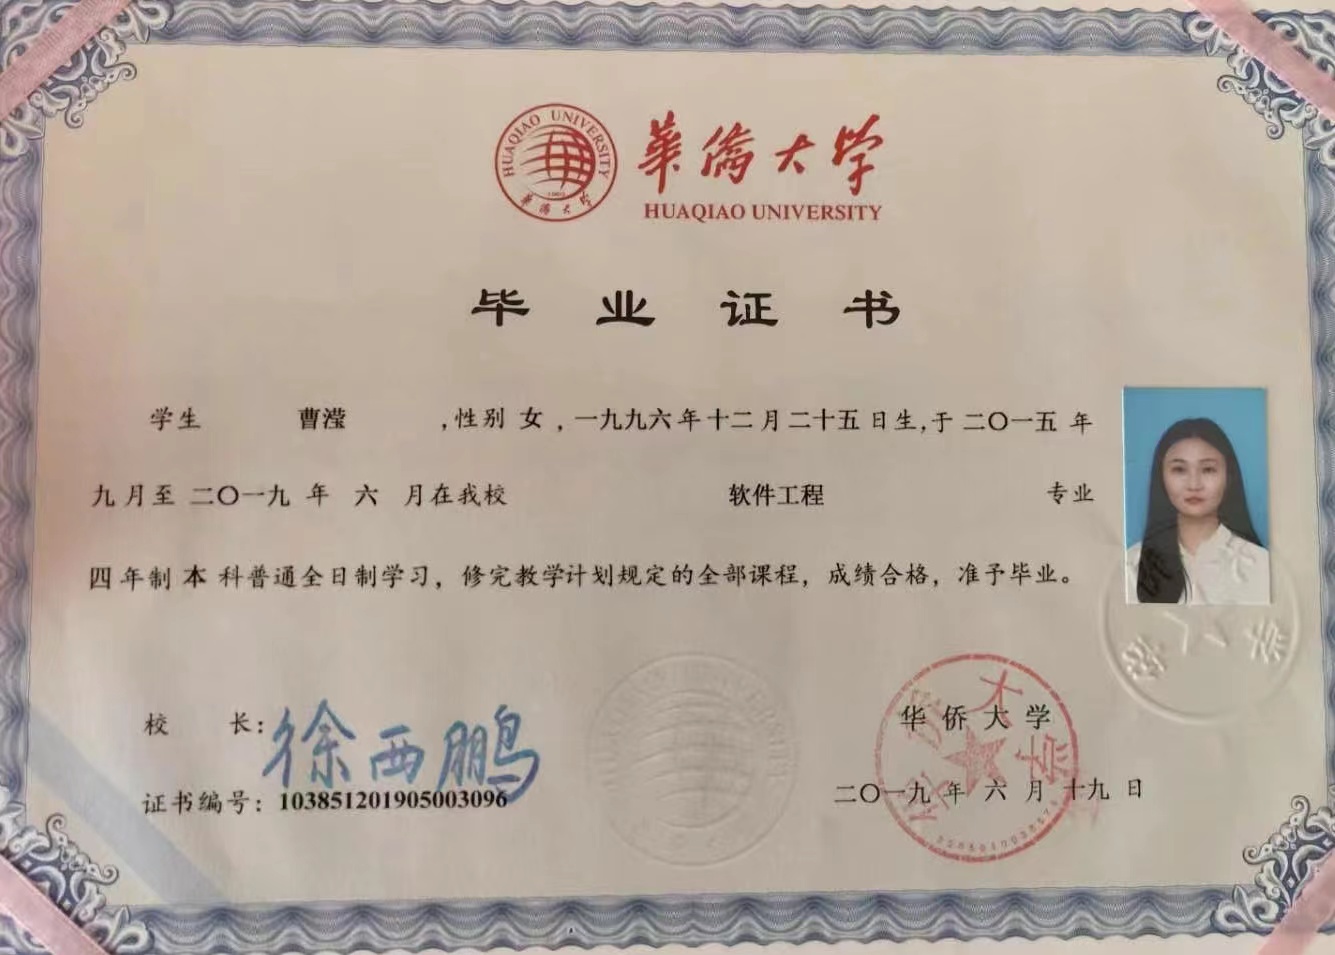 HUAQIAO UNIVERSITY
華僑大学
華僑大学
HUAQIAO UNIVERSITY
毕业证书
学生 曹滢 ,性别 女 , 一九九六年十二月二十五日生,于 二〇一五 年
九月至 二〇一九 年 六 月在我校 软件工程 专业
四年制 本 科普通全日制学习，修完教学计划规定的全部课程，成绩合格，准予毕业。
校 长: 徐西鹏
华侨大学
证书编号: 103851201905003096
二〇一九 年 六 月 十九 日